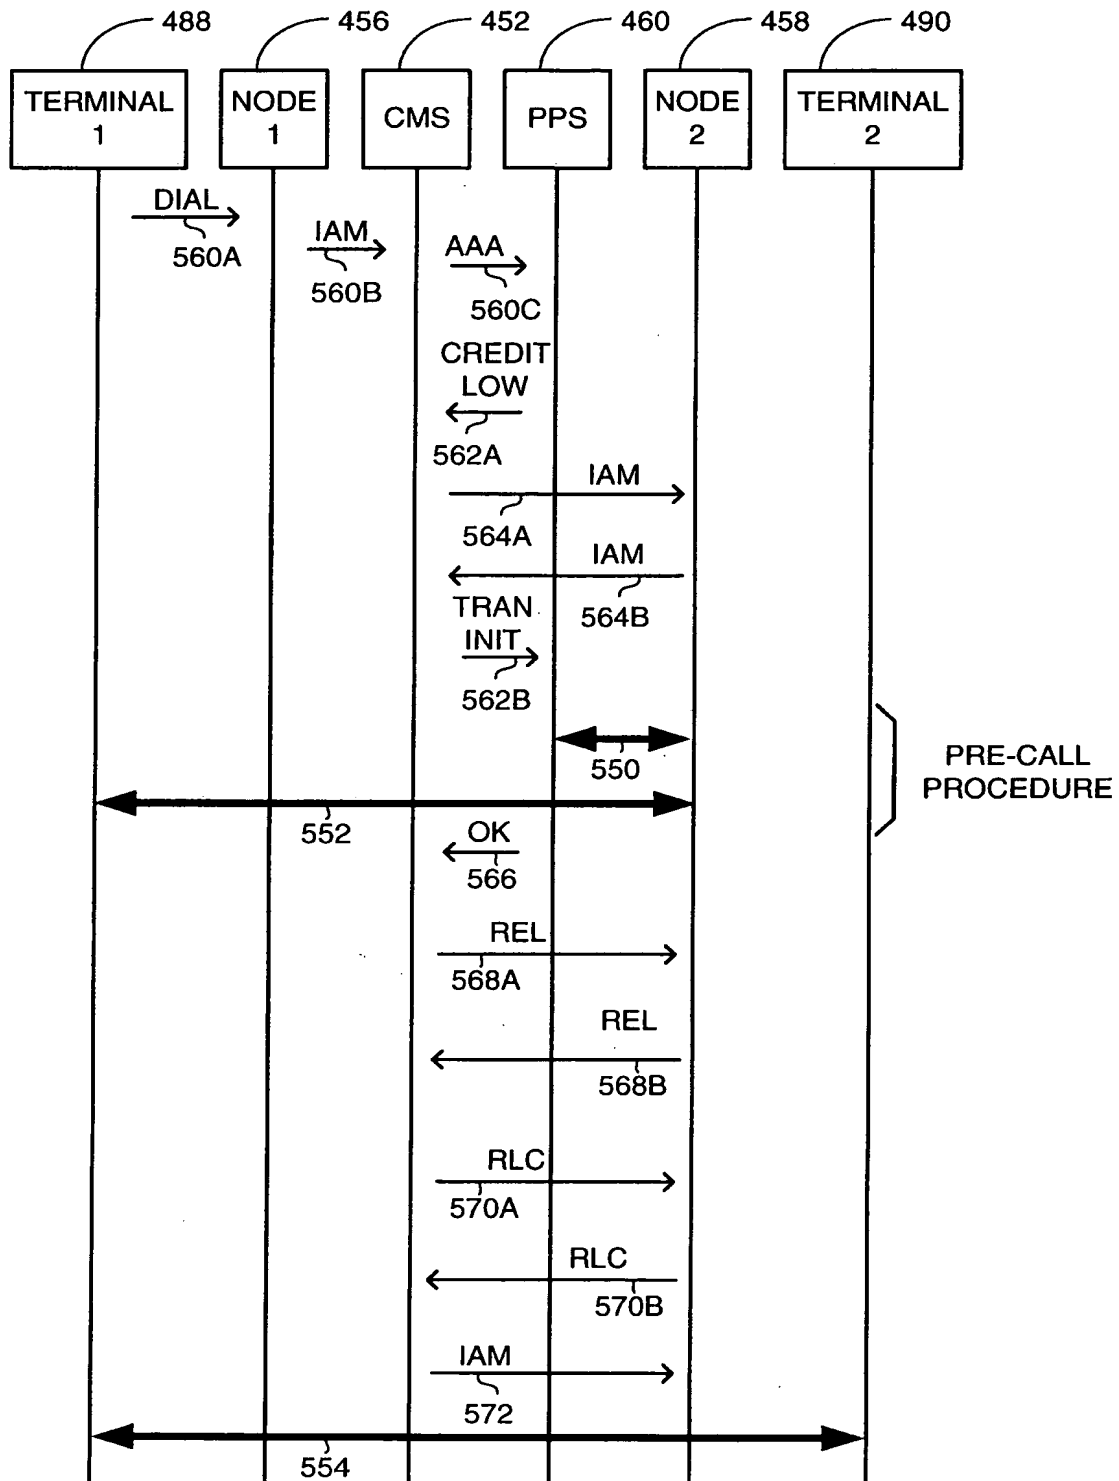 488 456 452 460 458 490
TERMINAL 1
NODE 1
CMS
PPS
NODE 2
TERMINAL 2
DIAL
560A
IAM
560B
AAA
560C
CREDIT
LOW
562A
IAM
564A
IAM
564B
TRAN
INIT
562B
550
PRE-CALL
PROCEDURE
552
OK
566
REL
568A
REL
568B
RLC
570A
RLC
570B
IAM
572
554